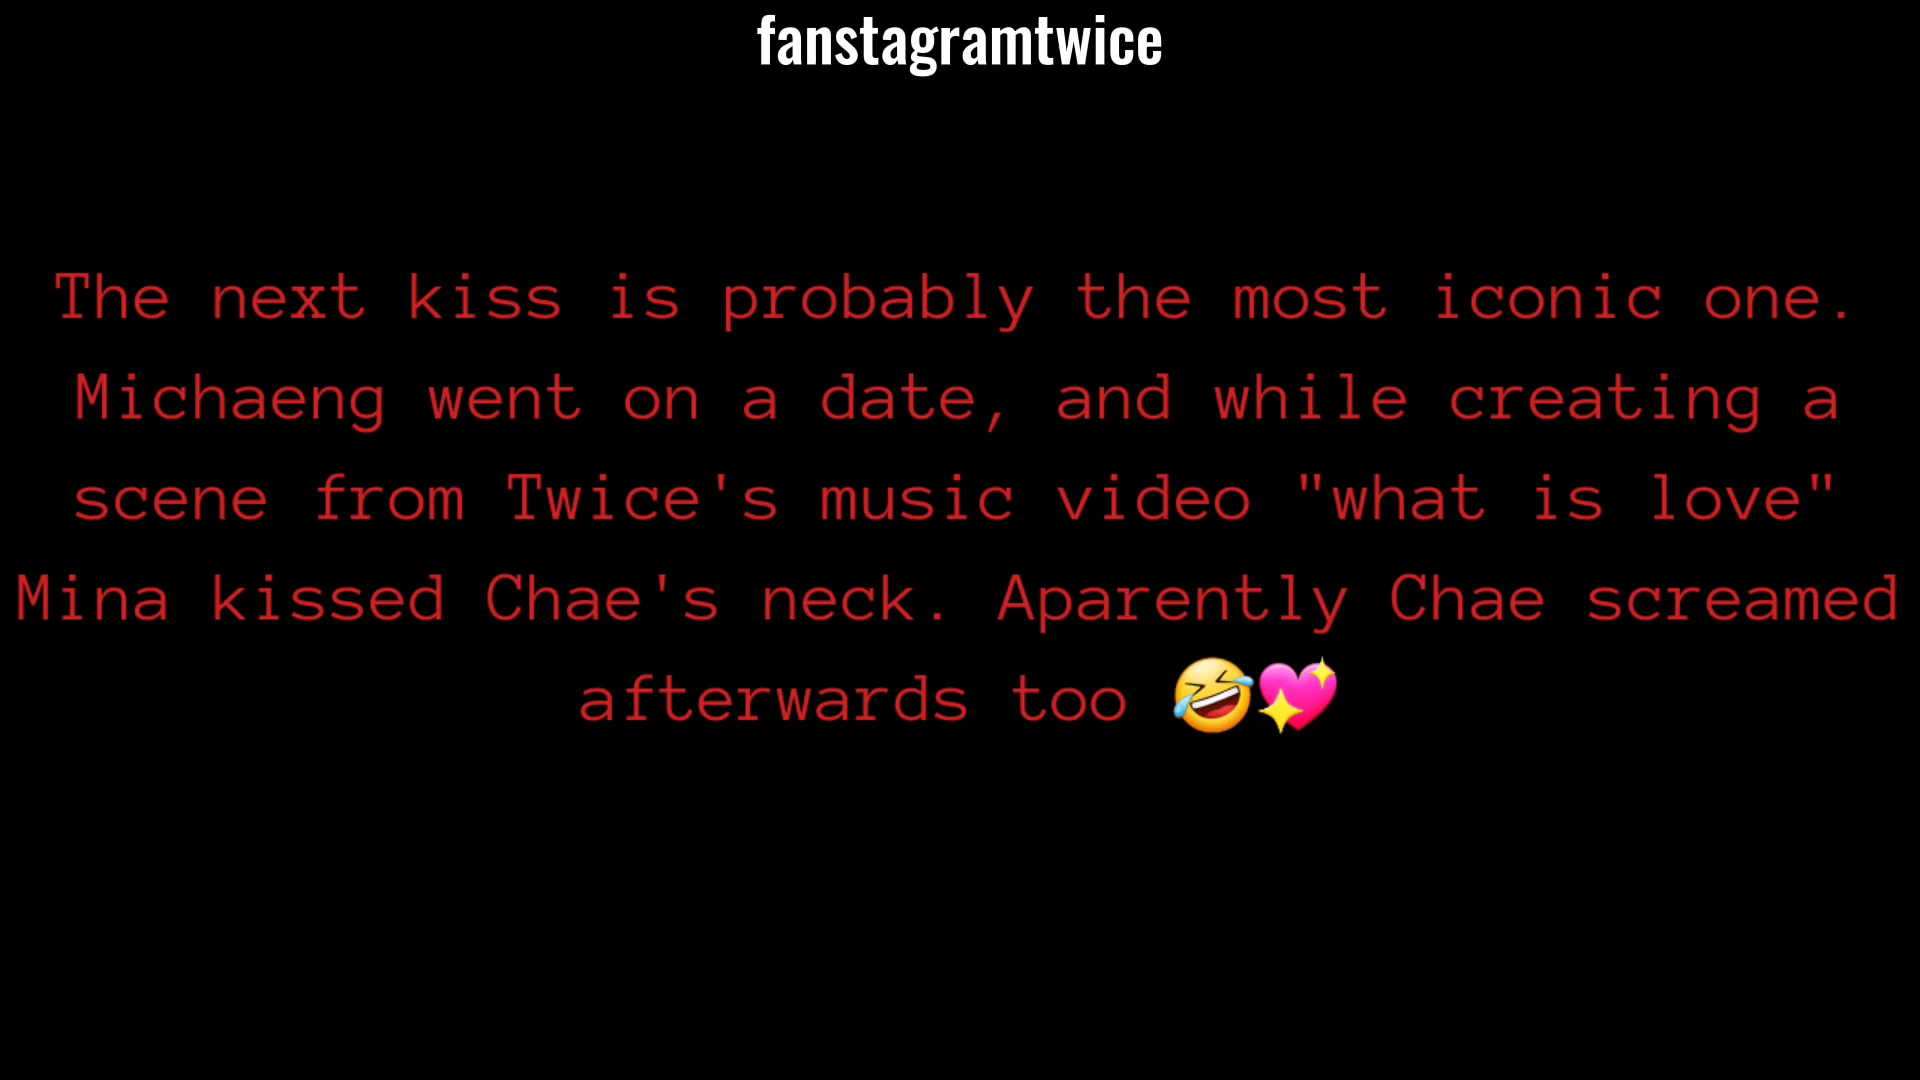 fanstagramtwice
The next kiss is probably the most iconic one.
Michaeng went on a date, and while creating a
scene from Twice's music video "what is love"
Mina kissed Chae's neck. Aparently Chae screamed
afterwards too 🤣💖